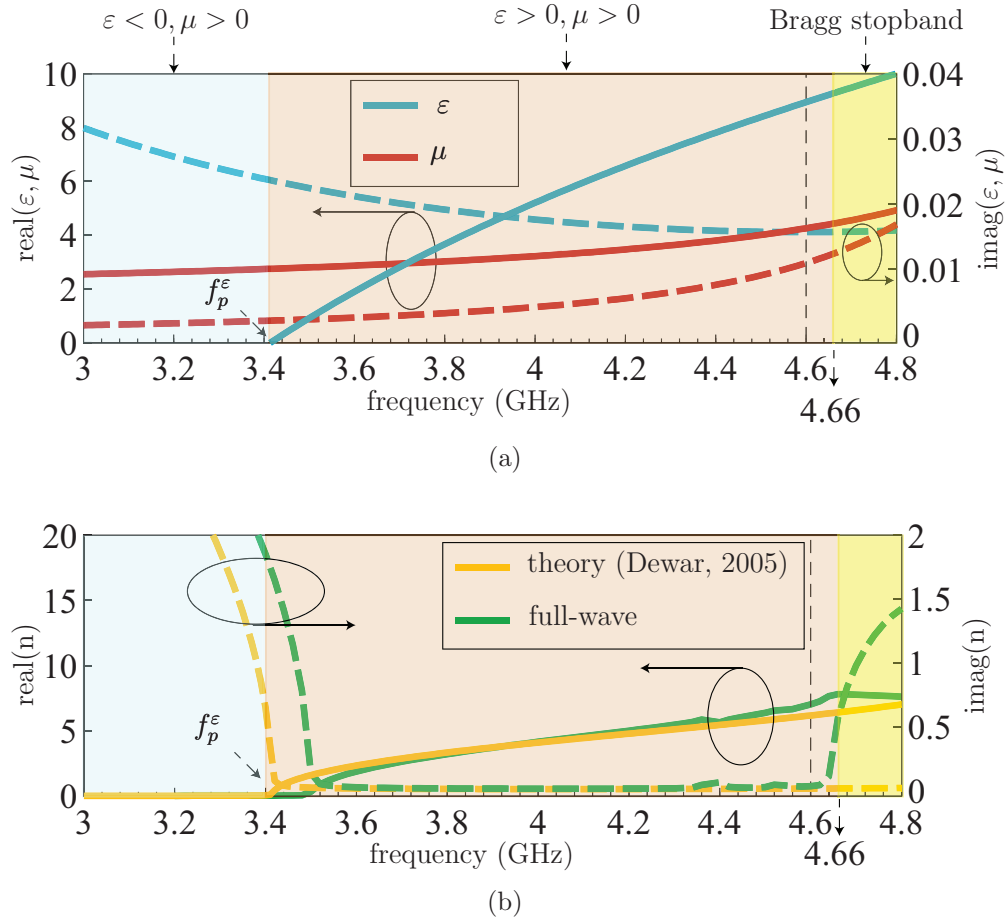 ε < 0, μ > 0
ε > 0, μ > 0
Bragg stopband
10
8
6
4
2
0
real(ε, μ)
ε
μ
f_p^ε
0.04
0.03
0.02
0.01
0
imag(ε, μ)
3
3.2
3.4
3.6
3.8
4
4.2
4.4
4.6
4.8
frequency (GHz)
4.66
(a)
20
15
10
5
0
real(n)
theory (Dewar, 2005)
full-wave
f_p^ε
2
1.5
1
0.5
0
imag(n)
3
3.2
3.4
3.6
3.8
4
4.2
4.4
4.6
4.8
frequency (GHz)
4.66
(b)